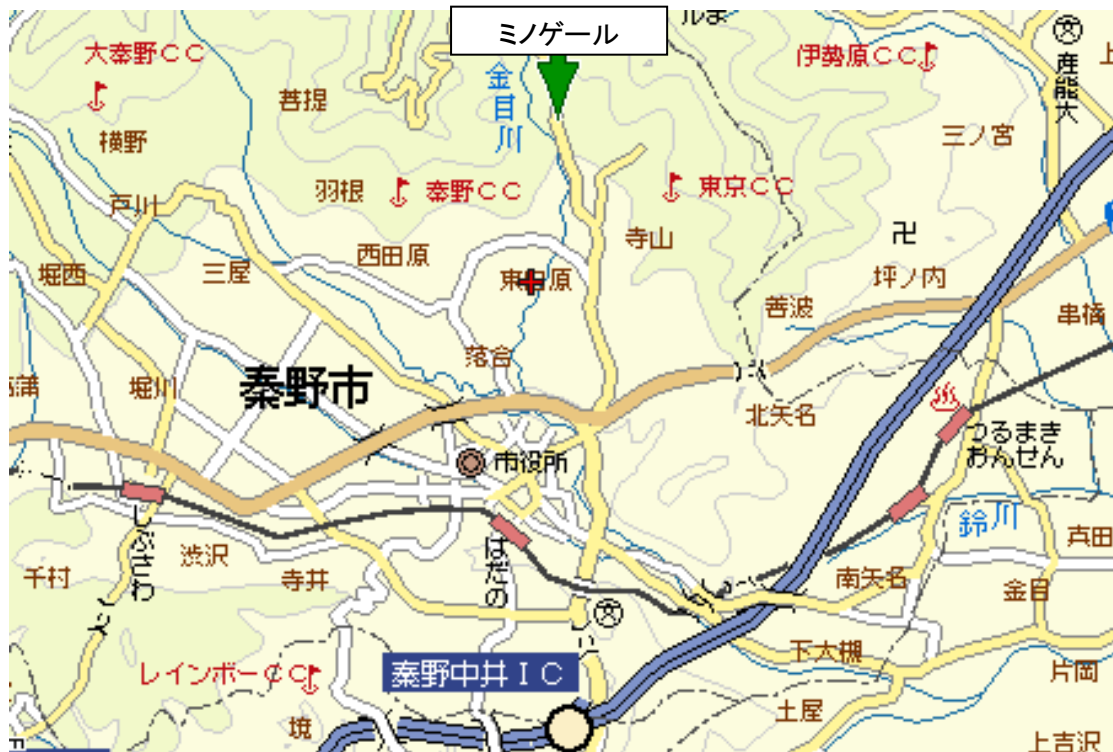 ミノゲール
大秦野CC
菩提
金目川
伊勢原CC
産能大
横野
三ノ宮
戸川
羽根
秦野CC
東京CC
寺山
卍
堀西
三屋
西田原
東田原
坪ノ内
善波
串橋
落合
堀川
秦野市
北矢名
つるまき
おんせん
市役所
鈴川
真田
しぶさわ
渋沢
はだの
千村
寺井
南矢名
金目
下大槻
レインボーCC
秦野中井IC
片岡
土屋
境
上吉沢